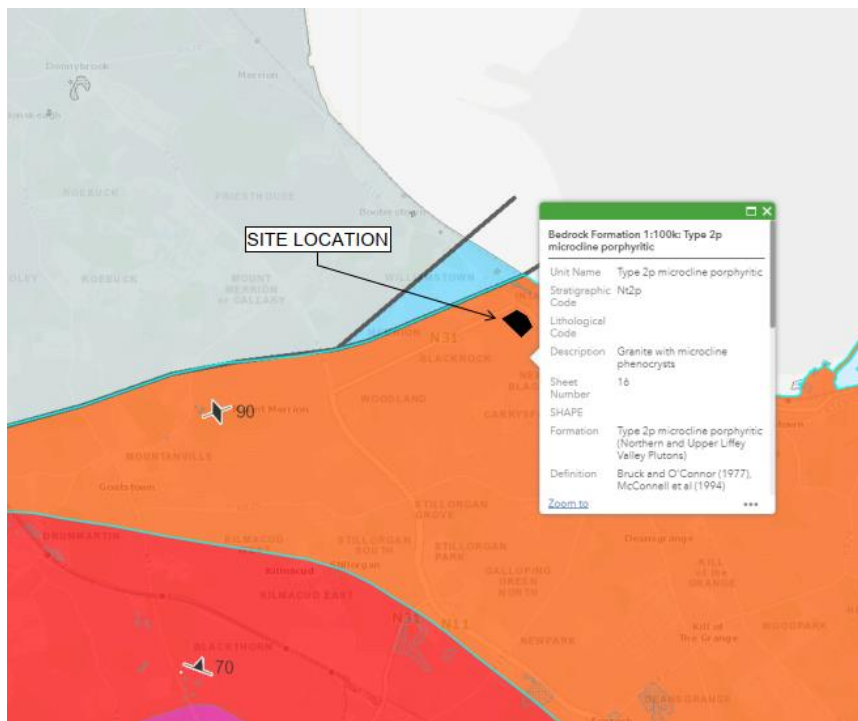 Donnybrook
Merrion
ROEBUCK
PRIESTHOUSE
Booterstown
SITE LOCATION
ROEBUCK
MOUNT
MERRION
or CALLARY
WILLIAMSTOWN
N31
BLACKROCK
WOODLAND
90
MOUNTANVILLE
Goatstown
STILLORGAN
GROVE
DRUMMARTIN
KILMACUD
STILLORGAN
SOUTH
STILLORGAN
PARK
Kilmacud
Stillorgan
KILMACUD EAST
GALLOPING
GREEN
NORTH
Deansgrange
KILL
of the
GRANGE
N31
N11
BLACKTHORN
70
NEWPARK
Kill of
The Grange
WOODPARK
DEANSGRANGE
Bedrock Formation 1:100k: Type 2p
microcline porphyritic
Unit Name Type 2p microcline porphyritic
Stratigraphic Nt2p
Code
Lithological
Code
Description Granite with microcline
phenocrysts
Sheet 16
Number
SHAPE
Formation Type 2p microcline porphyritic
(Northern and Upper Liffey
Valley Plutons)
Definition Bruck and O'Connor (1977),
McConnell et al (1994)
Zoom to
•••